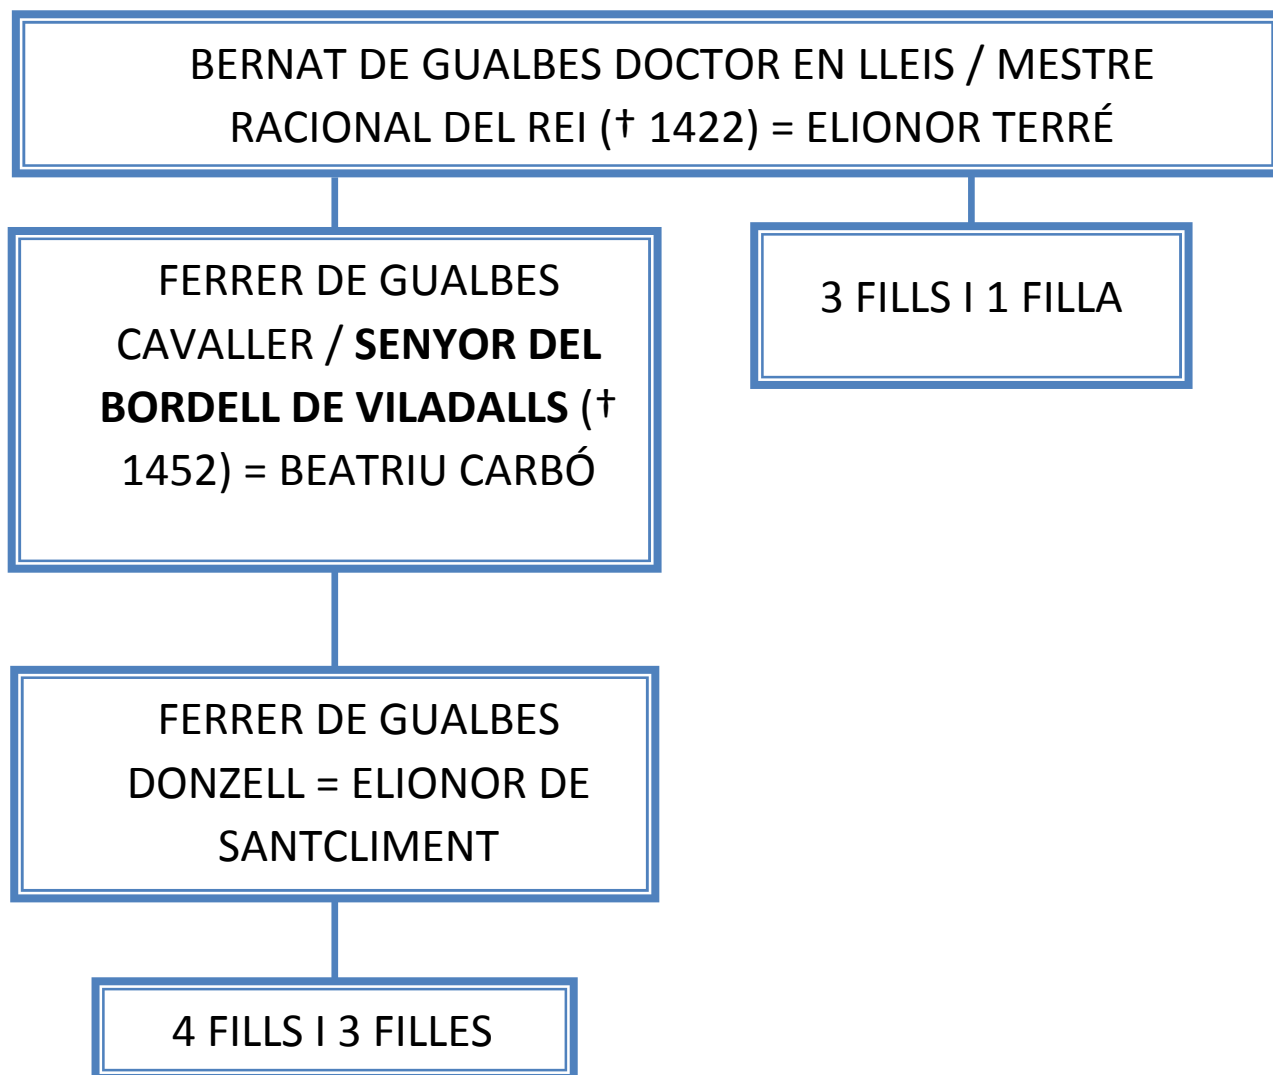 BERNAT DE GUALBES DOCTOR EN LLEIS / MESTRE
RACIONAL DEL REI († 1422) = ELIONOR TERRÉ
FERRER DE GUALBES
CAVALLER / SENYOR DEL
BORDELL DE VILADALLS (†
1452) = BEATRIU CARBÓ
3 FILLS I 1 FILLA
FERRER DE GUALBES
DONZELL = ELIONOR DE
SANTCLIMENT
4 FILLS I 3 FILLES